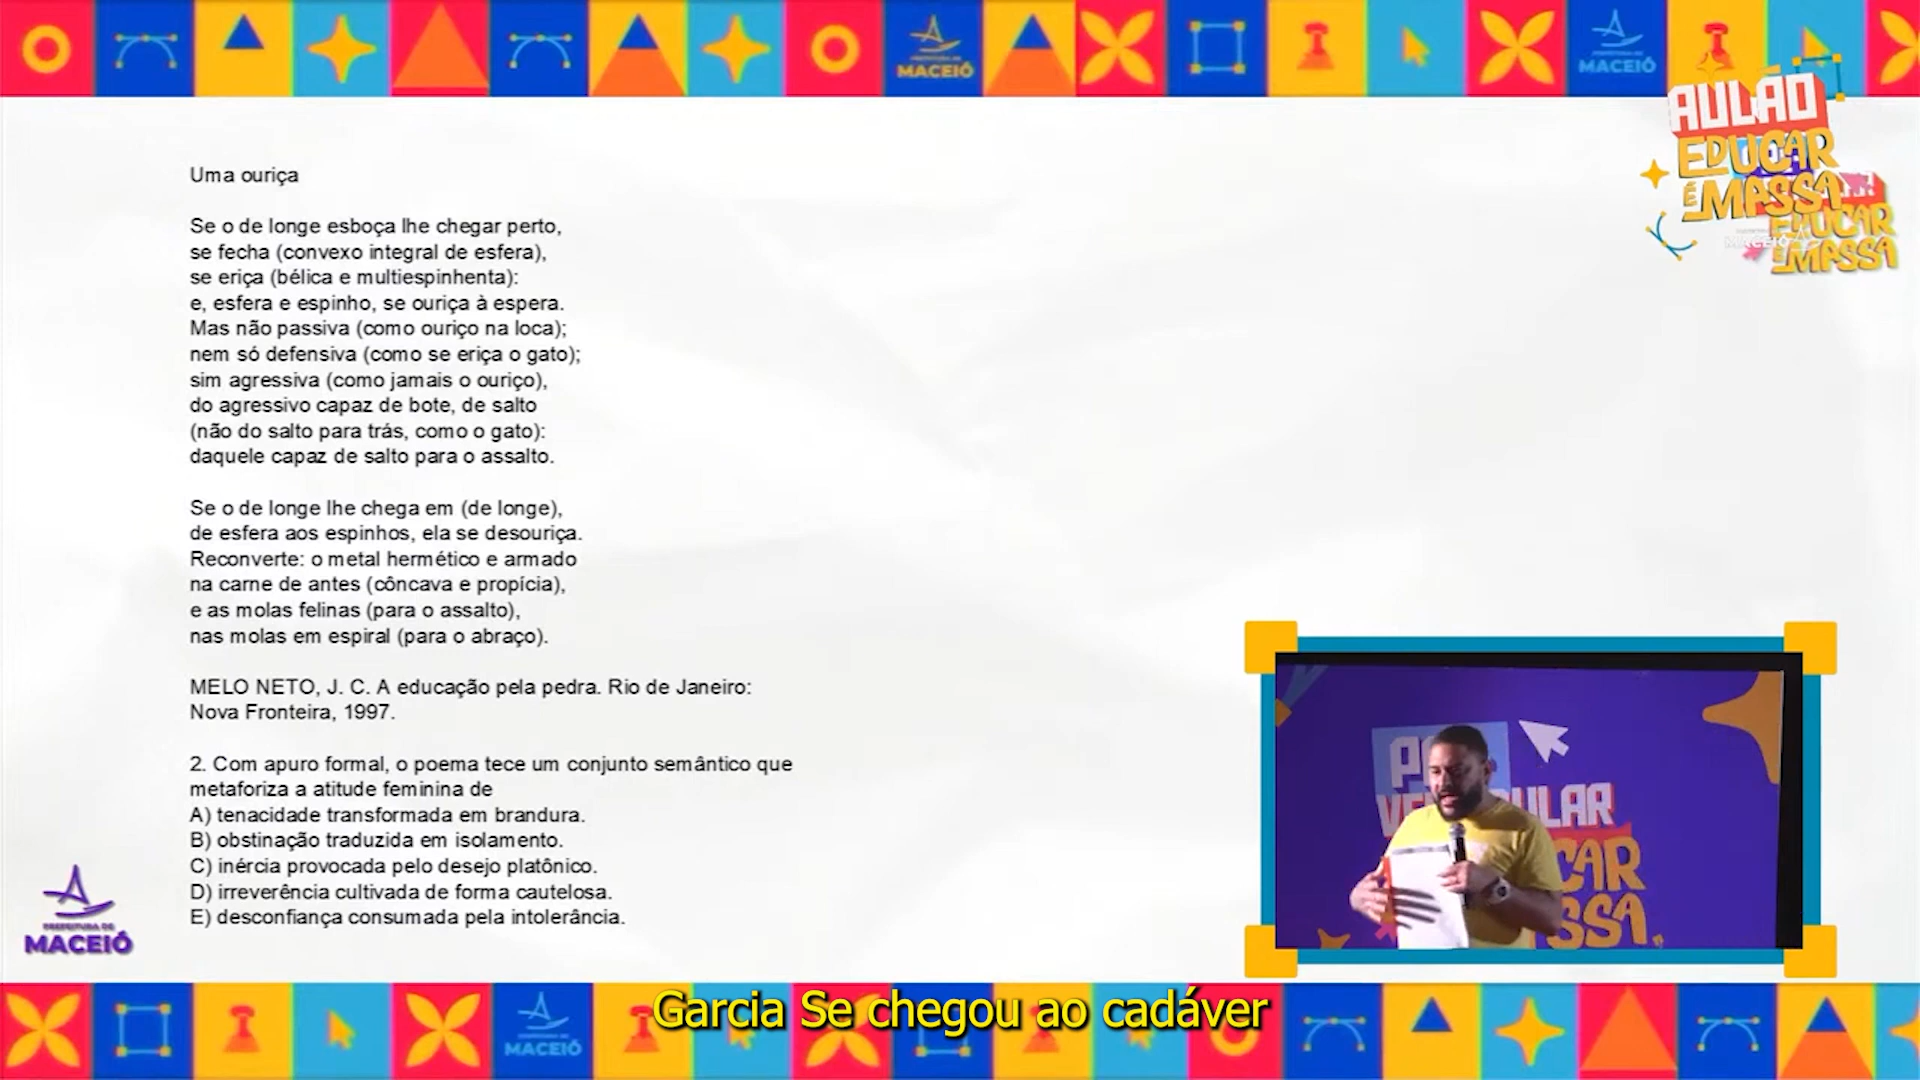 MACEIÓ
MACEIÓ
AULÃO
EDUCAR
É MASSA
EDUCAR
MASSA
Uma ouriça
Se o de longe esboça lhe chegar perto,
se fecha (convexo integral de esfera),
se eriça (bélica e multiespinhenta):
e, esfera e espinho, se ouriça à espera.
Mas não passiva (como ouriço na loca);
nem só defensiva (como se eriça o gato);
sim agressiva (como jamais o ouriço),
do agressivo capaz de bote, de salto
(não do salto para trás, como o gato):
daquele capaz de salto para o assalto.
Se o de longe lhe chega em (de longe),
de esfera aos espinhos, ela se desouriça.
Reconverte: o metal hermético e armado
na carne de antes (côncava e propícia),
e as molas felinas (para o assalto),
nas molas em espiral (para o abraço).
MELO NETO, J. C. A educação pela pedra. Rio de Janeiro:
Nova Fronteira, 1997.
2. Com apuro formal, o poema tece um conjunto semântico que
metaforiza a atitude feminina de
A) tenacidade transformada em brandura.
B) obstinação traduzida em isolamento.
C) inércia provocada pelo desejo platônico.
D) irreverência cultivada de forma cautelosa.
E) desconfiança consumada pela intolerância.
PREFEITURA DE
MACEIÓ
MACEIÓ
Garcia Se chegou ao cadáver